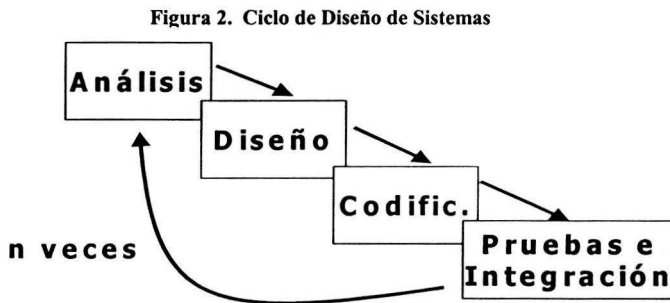 Figura 2. Ciclo de Diseño de Sistemas
Análisis
Diseño
Codific.
Pruebas e
Integración
n veces